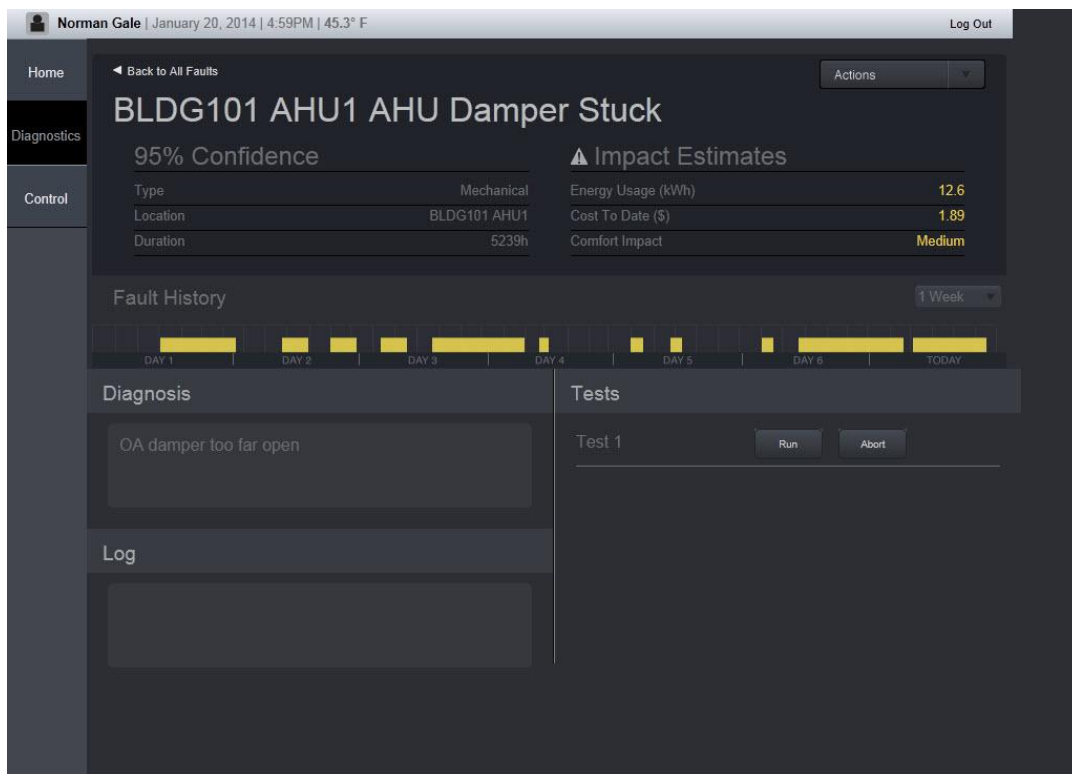 Norman Gale | January 20, 2014 | 4:59PM | 45.3° F
Log Out
Home
Diagnostics
Control
Back to All Faults
Actions
BLDG101 AHU1 AHU Damper Stuck
95% Confidence
Type Mechanical
Location BLDG101 AHU1
Duration 5239h
Impact Estimates
Energy Usage (kWh) 12.6
Cost To Date ($) 1.89
Comfort Impact Medium
Fault History
1 Week
DAY 1 DAY 2 DAY 3 DAY 4 DAY 5 DAY 6 TODAY
Diagnosis
OA damper too far open
Log
Tests
Test 1 Run Abort